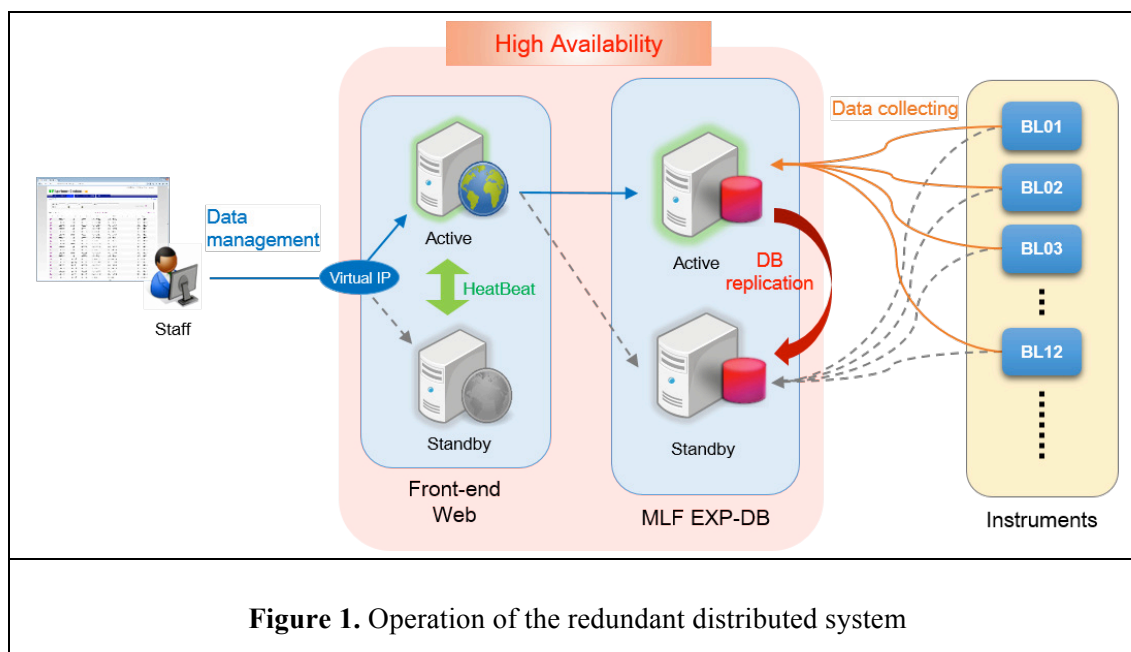 High Availability
Data collecting
BL01
BL02
BL03
BL12
Instruments
Data
management
Virtual IP
Staff
Active
HeatBeat
Standby
Front-end
Web
Active
DB
replication
Standby
MLF EXP-DB
Figure 1. Operation of the redundant distributed system